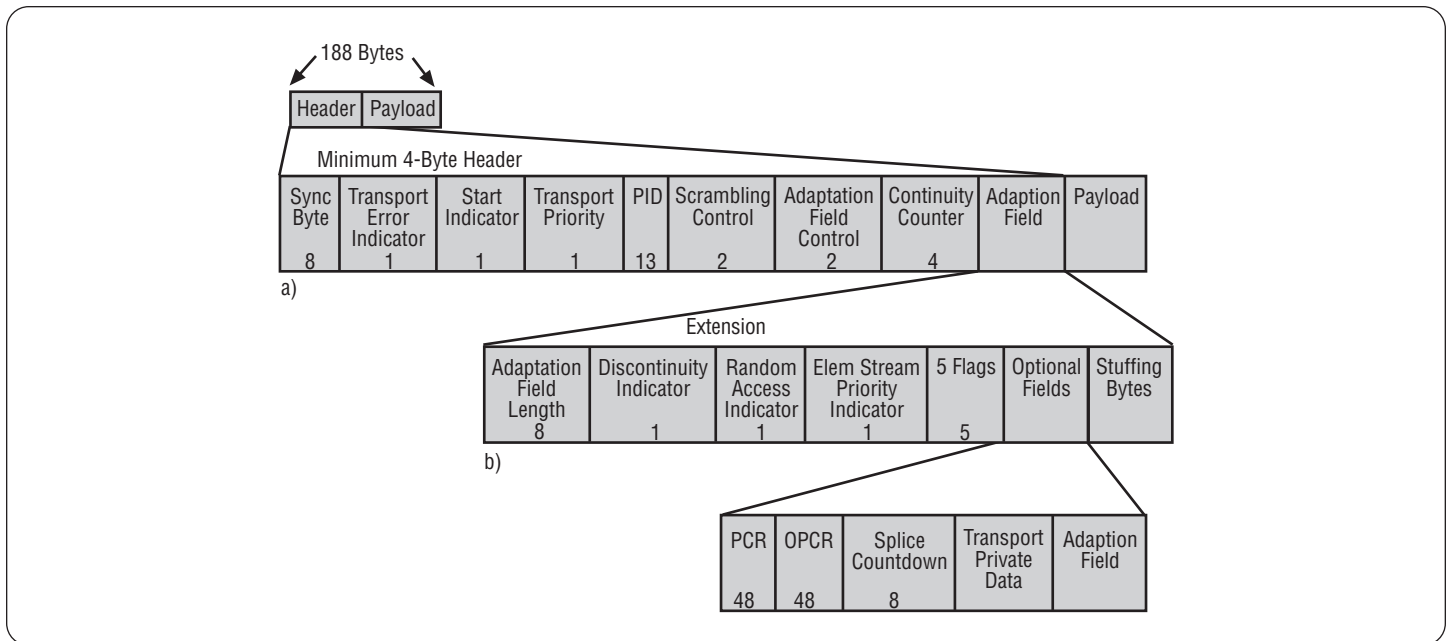 188 Bytes
Header Payload
Minimum 4-Byte Header
Sync Byte 8
Transport Error Indicator 1
Start Indicator 1
Transport Priority 1
PID 13
Scrambling Control 2
Adaptation Field Control 2
Continuity Counter 4
Adaption Field
Payload
a)
Extension
Adaptation Field Length 8
Discontinuity Indicator 1
Random Access Indicator 1
Elem Stream Priority Indicator 1
5 Flags 5
Optional Fields
Stuffing Bytes
b)
PCR 48
OPCR 48
Splice Countdown 8
Transport Private Data
Adaption Field